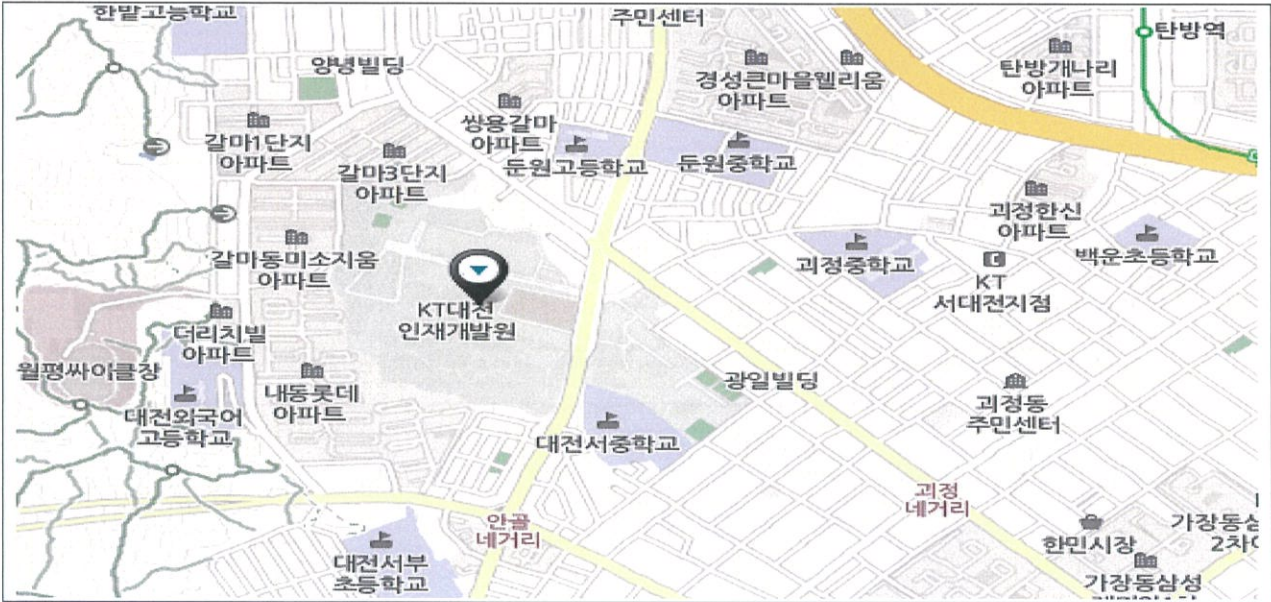 한밭고등학교
주민센터
탄방역
양녕빌딩
경성큰마을
아파트
웰리움
탄방개나리
아파트
쌍용갈마
아파트
갈마1단지
아파트
갈마3단지
아파트
둔원고등학교
둔원중학교
괴정한신
아파트
갈마동미소지움
아파트
괴정중학교
백운초등학교
KT
서대전지점
KT대전
인재개발원
더리치빌
아파트
월평싸이클장
내동롯데
아파트
광일빌딩
괴정동
주민센터
대전외국어
고등학교
대전서중학교
괴정
네거리
안골
네거리
한민시장
가장동삼
2차
대전서부
초등학교
가장동삼성